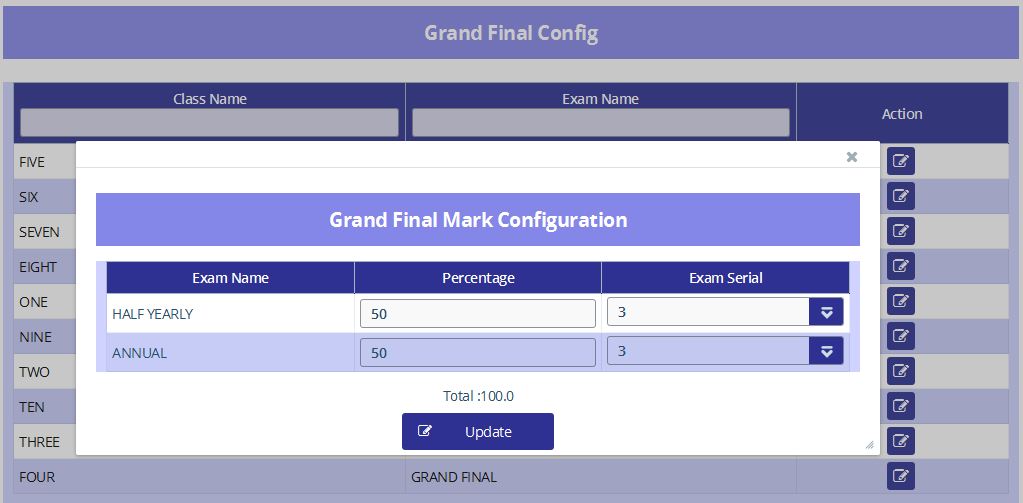 Grand Final Config
Class Name Exam Name Action
FIVE
SIX
SEVEN
EIGHT
ONE
NINE
TWO
TEN
THREE
FOUR GRAND FINAL
Grand Final Mark Configuration
Exam Name Percentage Exam Serial
HALF YEARLY 50 3
ANNUAL 50 3
Total :100.0
Update